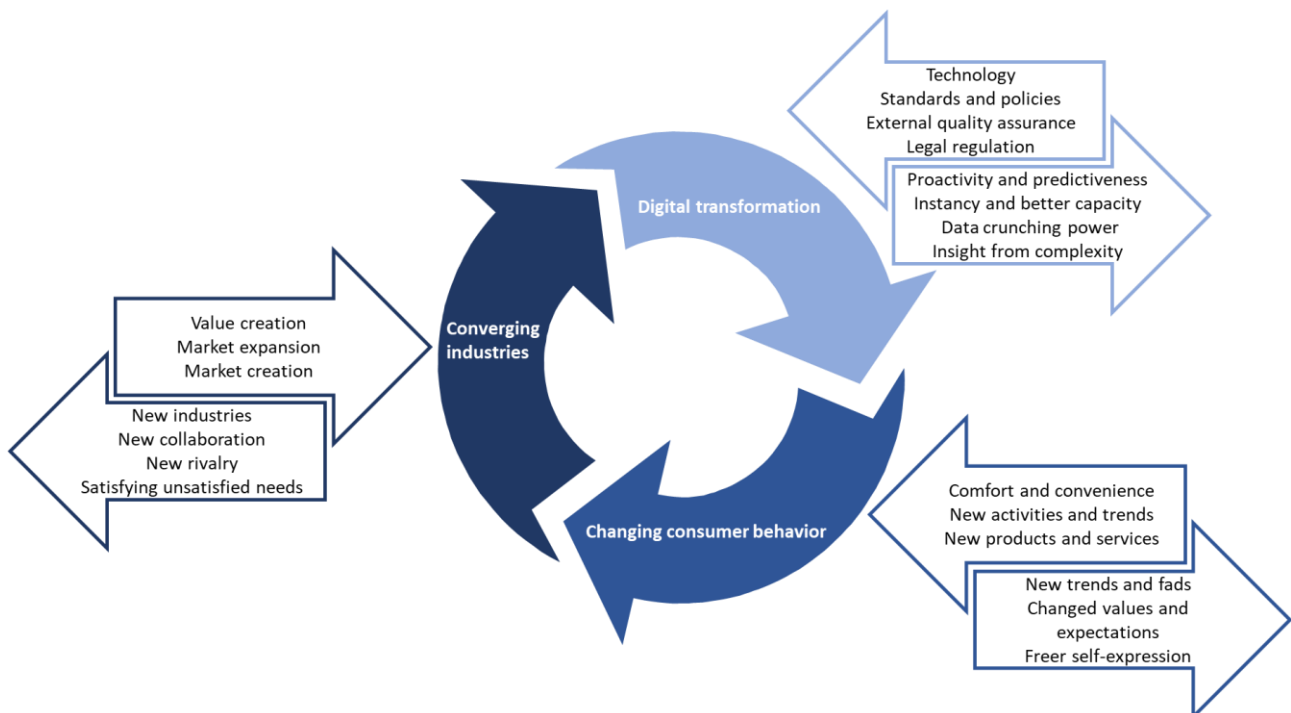 Technology
Standards and policies
External quality assurance
Legal regulation
Proactivity and predictiveness
Instancy and better capacity
Data crunching power
Insight from complexity
Digital transformation
Converging
industries
Value creation
Market expansion
Market creation
New industries
New collaboration
New rivalry
Satisfying unsatisfied needs
Changing consumer behavior
Comfort and convenience
New activities and trends
New products and services
New trends and fads
Changed values and
expectations
Freer self-expression